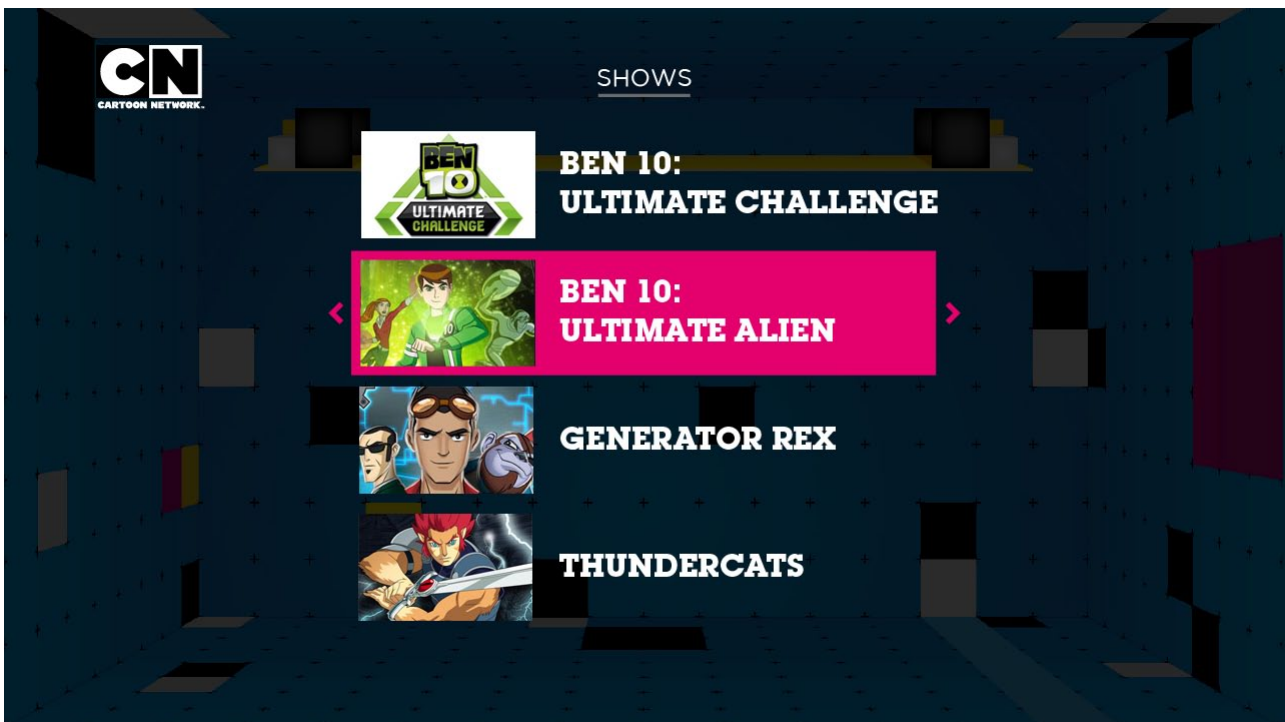 CN
CARTOON NETWORK.
SHOWS
BEN
10
ULTIMATE
CHALLENGE
BEN 10:
ULTIMATE CHALLENGE
BEN 10:
ULTIMATE ALIEN
GENERATOR REX
THUNDERCATS